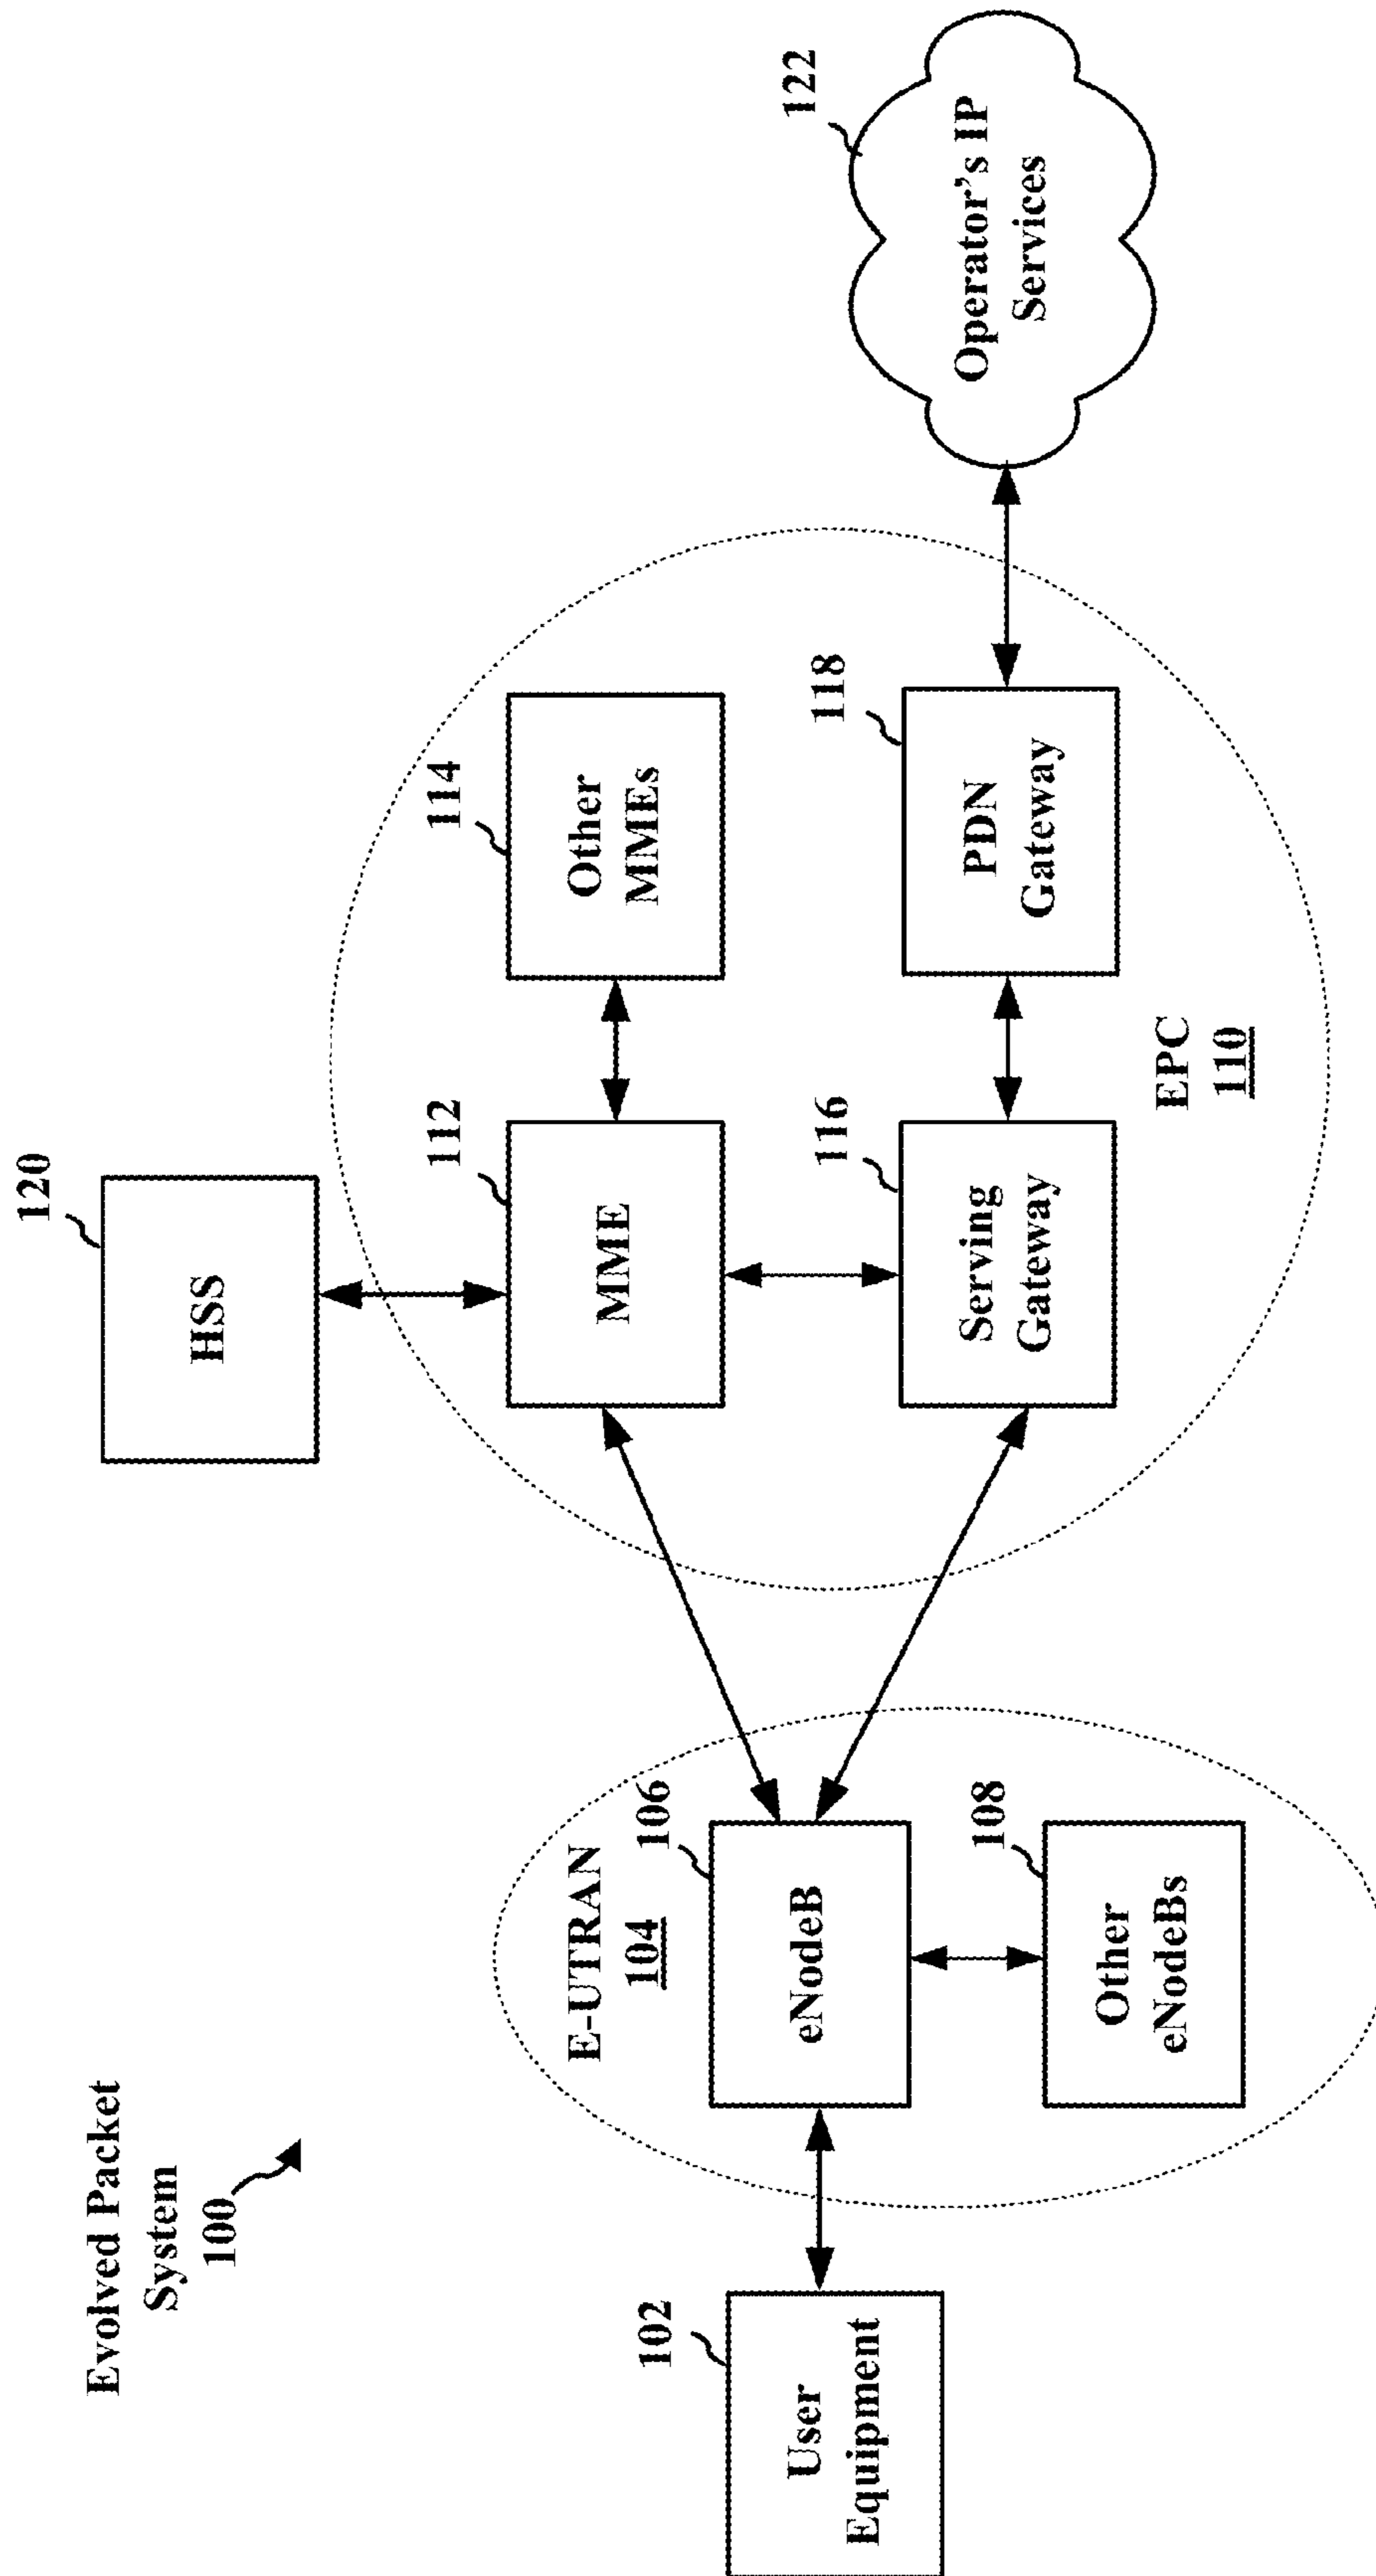 Evolved Packet
System
100
120
HSS
112
MME
114
Other
MMEs
E-UTRAN
104
106
eNodeB
102
User
Equipment
108
Other
eNodeBs
116
Serving
Gateway
118
PDN
Gateway
EPC
110
122
Operator's IP
Services